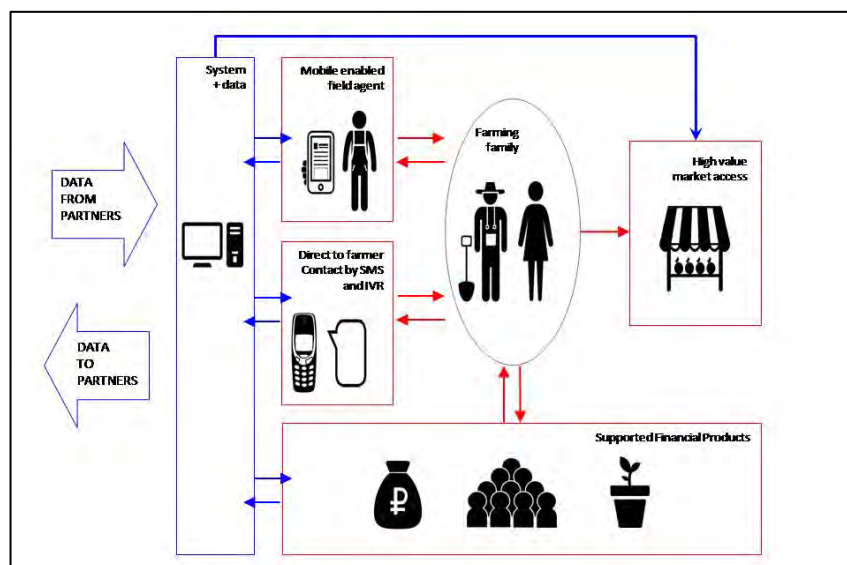 System
+ data
Mobile enabled
field agent
Farming
family
High value
market access
DATA
FROM
PARTNERS
Direct to farmer
Contact by SMS
and IVR
DATA
TO
PARTNERS
Supported Financial Products
₽